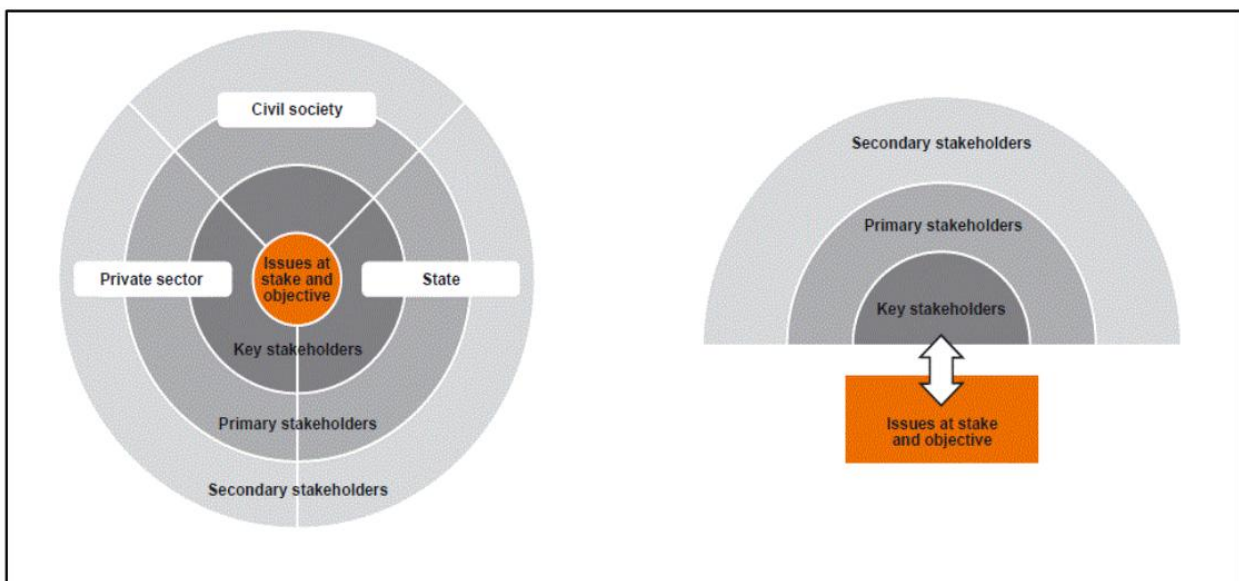 Civil society
Issues at
stake and
objective
Private sector
State
Key stakeholders
Primary stakeholders
Secondary stakeholders
Secondary stakeholders
Primary stakeholders
Key stakeholders
Issues at stake
and objective